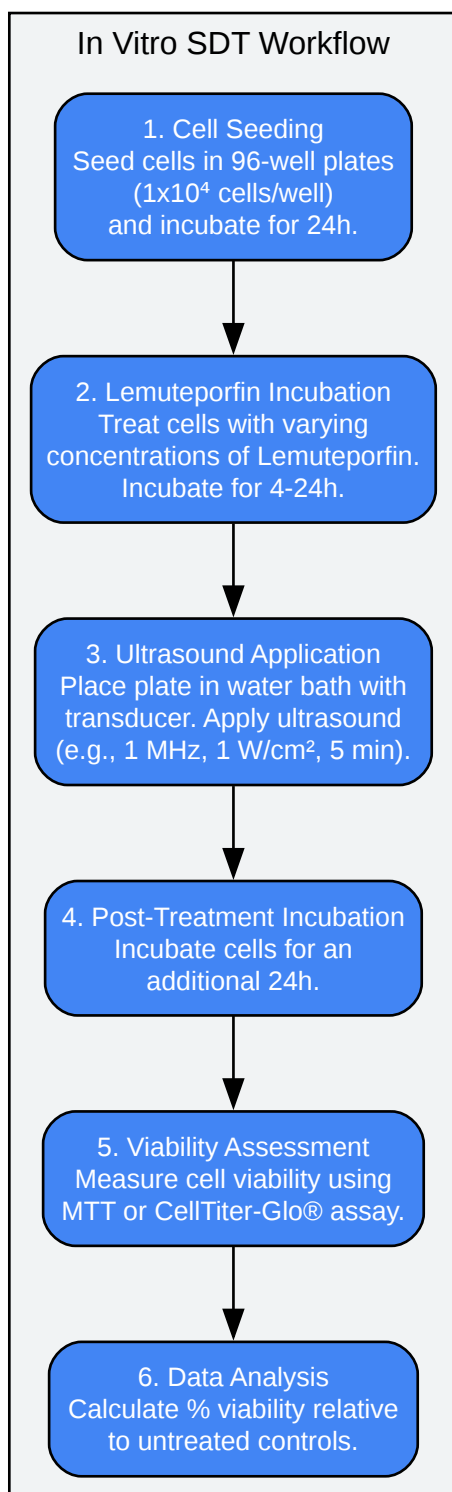 In Vitro SDT Workflow
1. Cell Seeding
Seed cells in 96-well plates
(1x10⁴ cells/well)
and incubate for 24h.
2. Lemuteporfin Incubation
Treat cells with varying
concentrations of Lemuteporfin.
Incubate for 4-24h.
3. Ultrasound Application
Place plate in water bath with
transducer. Apply ultrasound
(e.g., 1 MHz, 1 W/cm², 5 min).
4. Post-Treatment Incubation
Incubate cells for an
additional 24h.
5. Viability Assessment
Measure cell viability using
MTT or CellTiter-Glo® assay.
6. Data Analysis
Calculate % viability relative
to untreated controls.